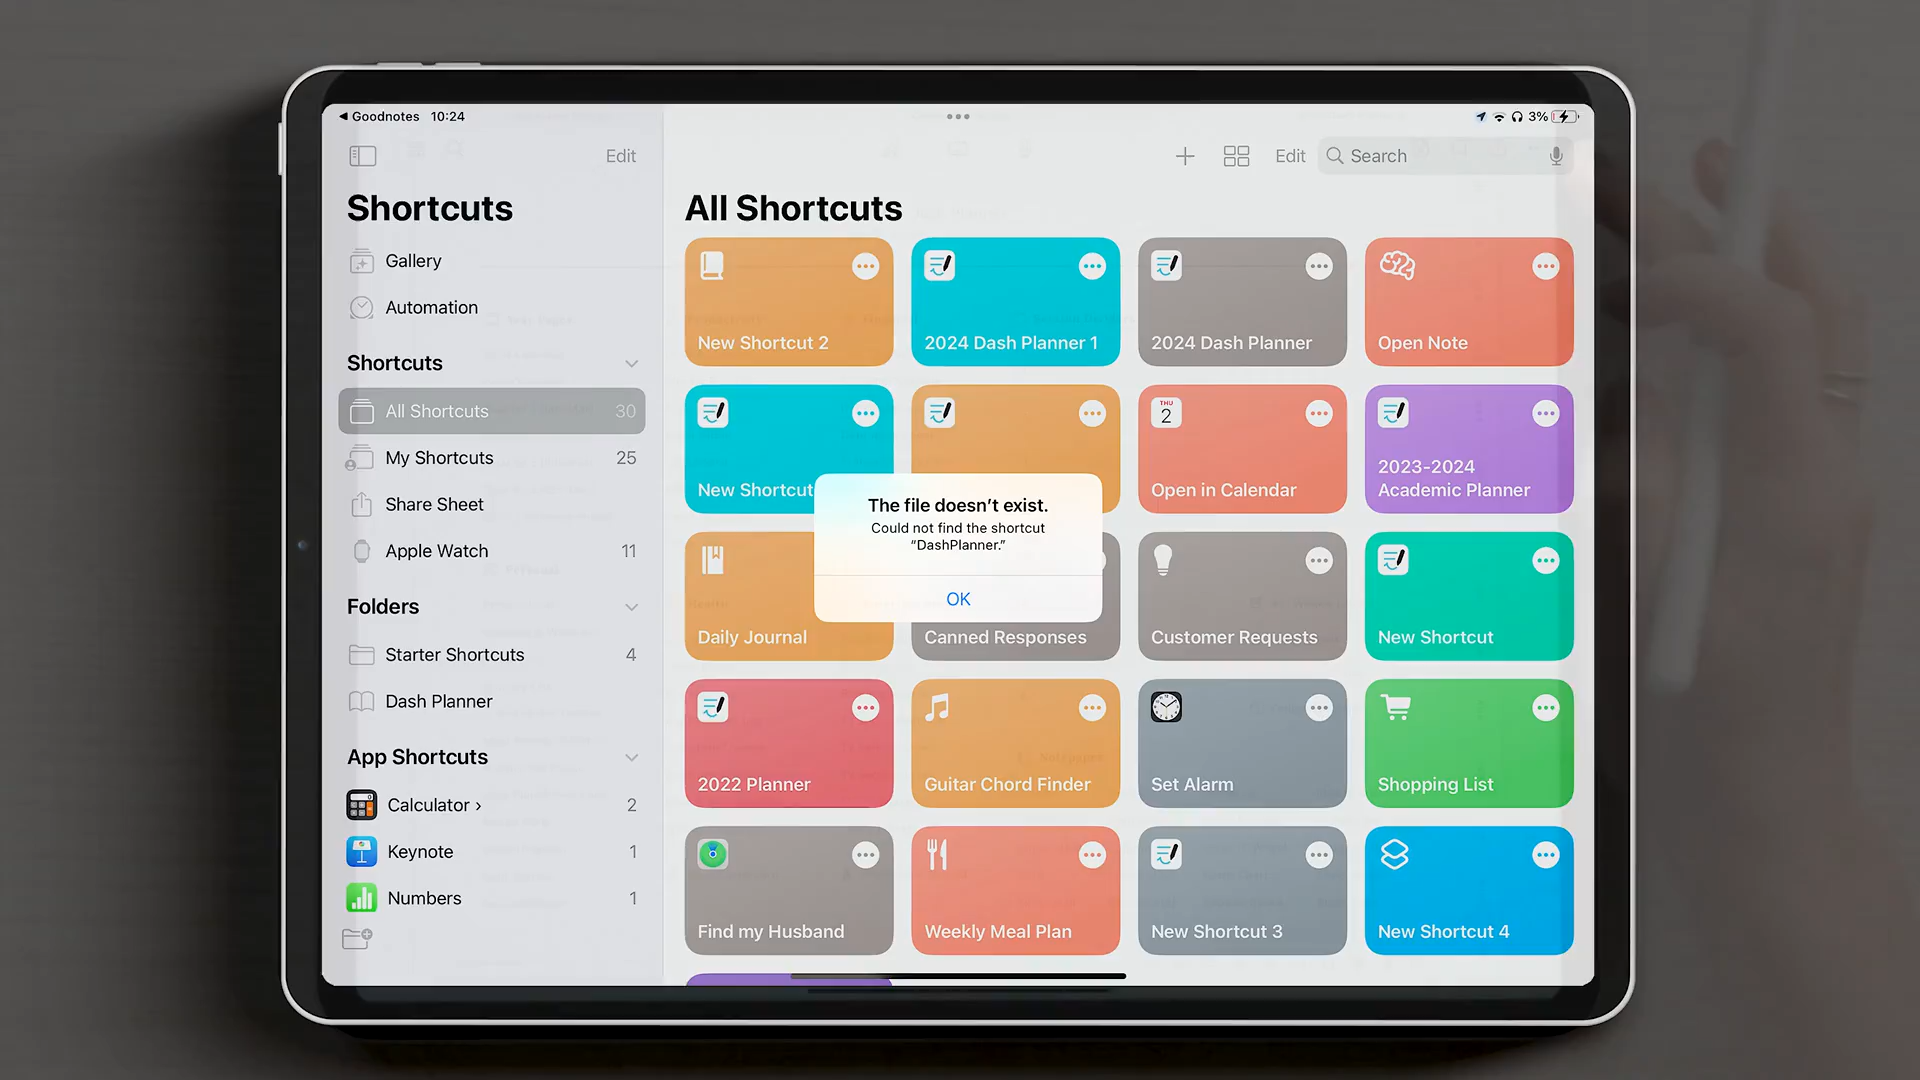 ◀ Goodnotes 10:24
3%
Edit
Edit
Search
Shortcuts
Gallery
Automation
Shortcuts
All Shortcuts 30
My Shortcuts 25
Share Sheet
Apple Watch 11
Folders
Starter Shortcuts 4
Dash Planner
App Shortcuts
Calculator › 2
Keynote 1
Numbers 1
All Shortcuts
New Shortcut 2
2024 Dash Planner 1
2024 Dash Planner
Open Note
New Shortcut
THU
2
Open in Calendar
2023-2024
Academic Planner
The file doesn’t exist.
Could not find the shortcut
“DashPlanner.”
OK
Daily Journal
Canned Responses
Customer Requests
New Shortcut
2022 Planner
Guitar Chord Finder
Set Alarm
Shopping List
Find my Husband
Weekly Meal Plan
New Shortcut 3
New Shortcut 4